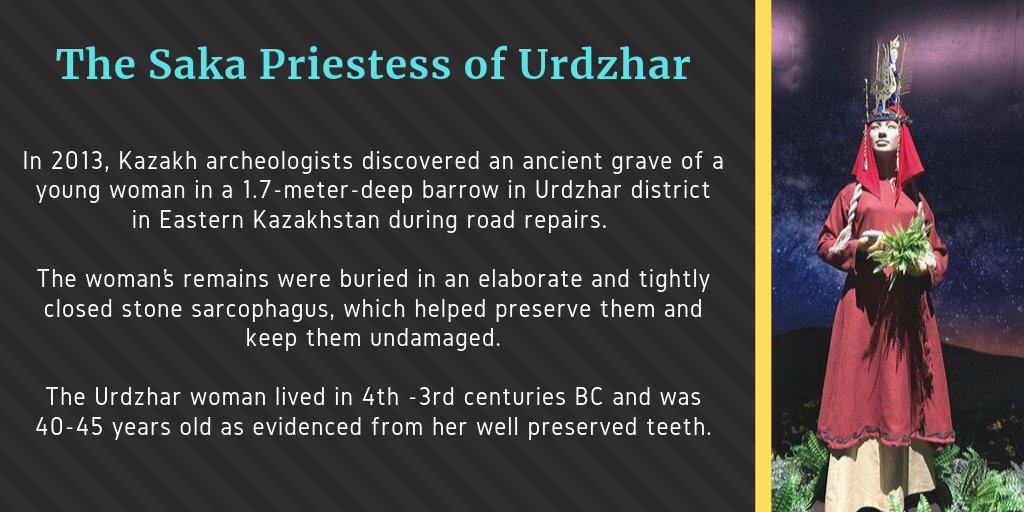 The Saka Priestess of Urdzhar
In 2013, Kazakh archeologists discovered an ancient grave of a
young woman in a 1.7-meter-deep barrow in Urdzhar district
in Eastern Kazakhstan during road repairs.
The woman's remains were buried in an elaborate and tightly
closed stone sarcophagus, which helped preserve them and
keep them undamaged.
The Urdzhar woman lived in 4th -3rd centuries BC and was
40-45 years old as evidenced from her well preserved teeth.